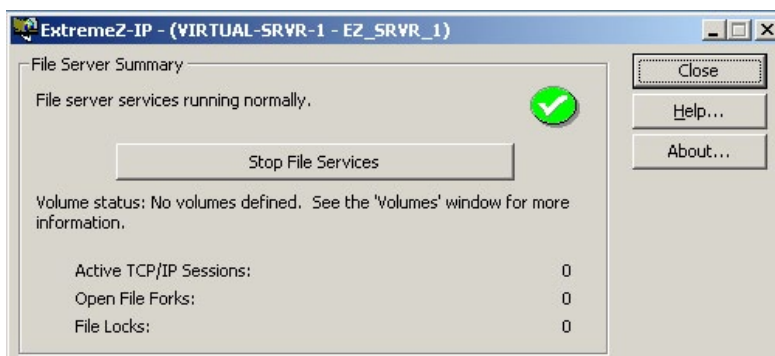 ExtremeZ-IP - (VIRTUAL-SRVR-1 - EZ_SRVR_1)
File Server Summary
File server services running normally.
Stop File Services
Volume status: No volumes defined. See the 'Volumes' window for more
information.
Active TCP/IP Sessions: 0
Open File Forks: 0
File Locks: 0
Close
Help...
About...